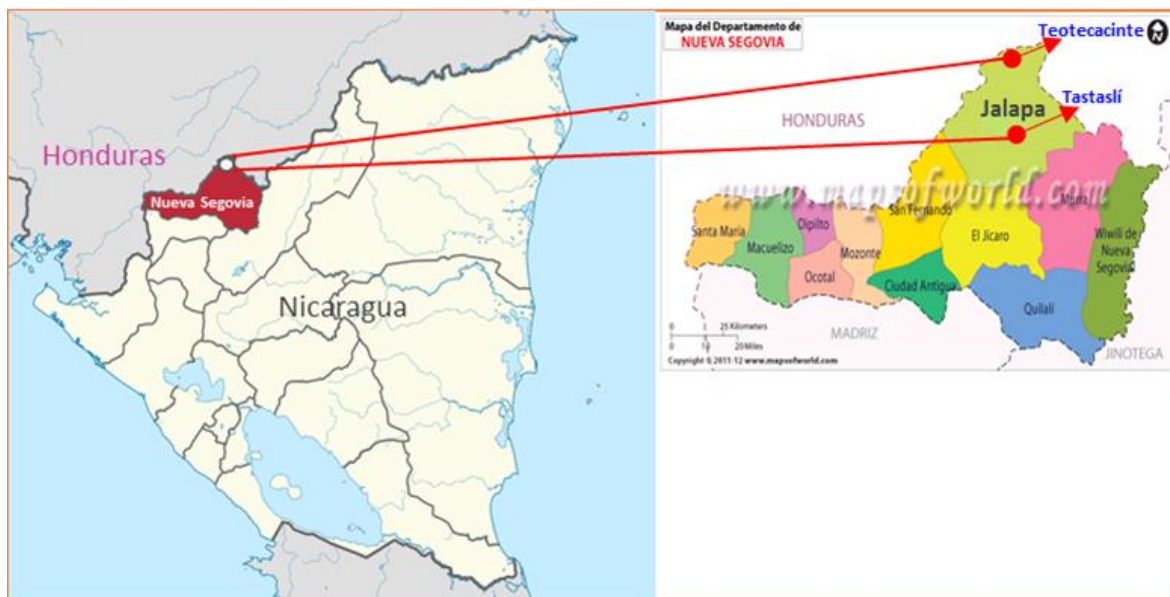 Honduras
Nueva Segovia
Nicaragua
Mapa del Departamento de
NUEVA SEGOVIA
N
Teotecacinte
Tastaslí
Jalapa
HONDURAS
www.mapsofworld.com
Murra
San Fernando
Santa María
Dipilto
Macuelizo
Mozonte
El Jícaro
Wiwilí de
Nueva
Segovia
Ocotal
Ciudad Antigua
Quilalí
0 25 Kilometers
0 10 20 Miles
MADRIZ
JINOTEGA
Copyright © 2011-12 www.mapsofworld.com